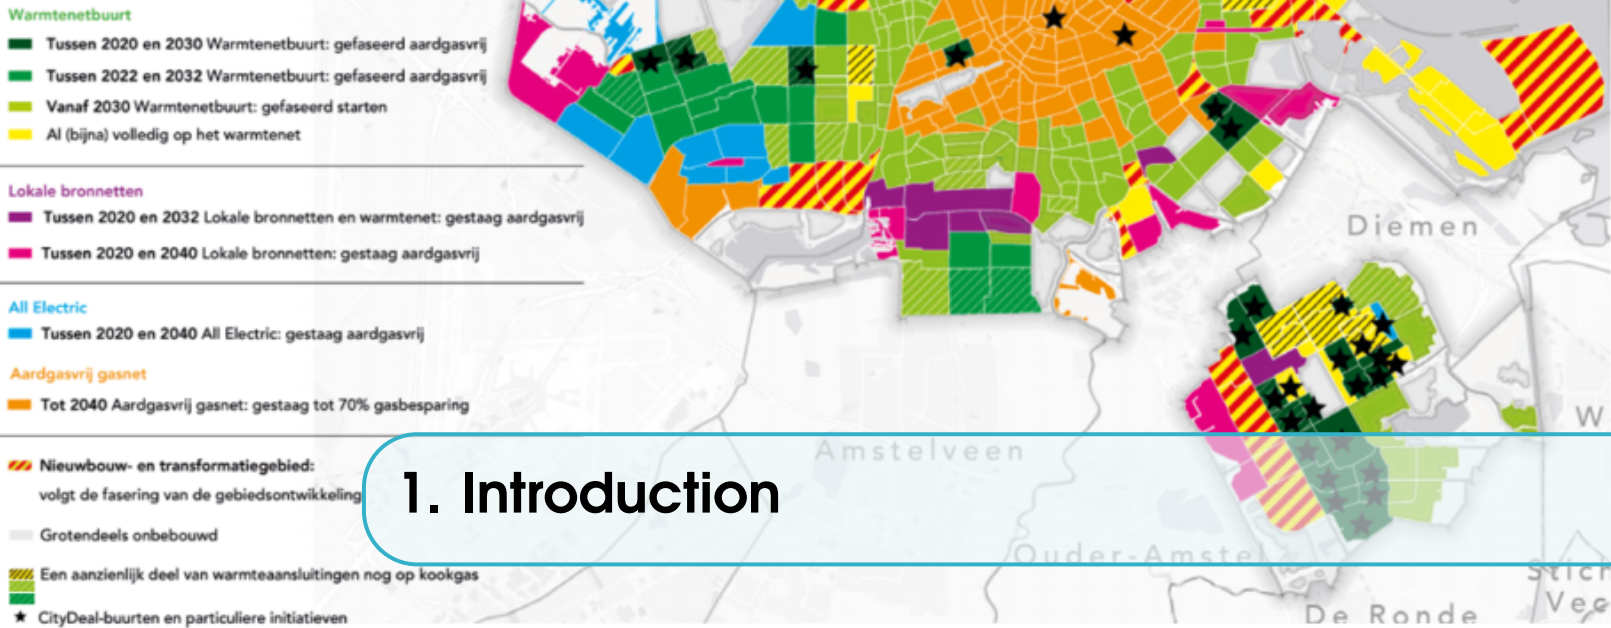 Warmtenetbuurt
Tussen 2020 en 2030 Warmtenetbuurt: gefaseerd aardgasvrij
Tussen 2022 en 2032 Warmtenetbuurt: gefaseerd aardgasvrij
Vanaf 2030 Warmtenetbuurt: gefaseerd starten
Al (bijna) volledig op het warmtenet
Lokale bronnetten
Tussen 2020 en 2032 Lokale bronnetten en warmtenet: gestaag aardgasvrij
Tussen 2020 en 2040 Lokale bronnetten: gestaag aardgasvrij
All Electric
Tussen 2020 en 2040 All Electric: gestaag aardgasvrij
Aardgasvrij gasnet
Tot 2040 Aardgasvrij gasnet: gestaag tot 70% gasbesparing
Nieuwbouw- en transformatiegebied:
volgt de fasering van de gebiedsontwikkeling
Grotendeels onbebouwd
Een aanzienlijk deel van warmteaansluitingen nog op kookgas
CityDeal-buurten en particuliere initiatieven
Diemen
Amstelveen
W
1. Introduction
Ouder-Amstel
Stich
Vec
De Ronde